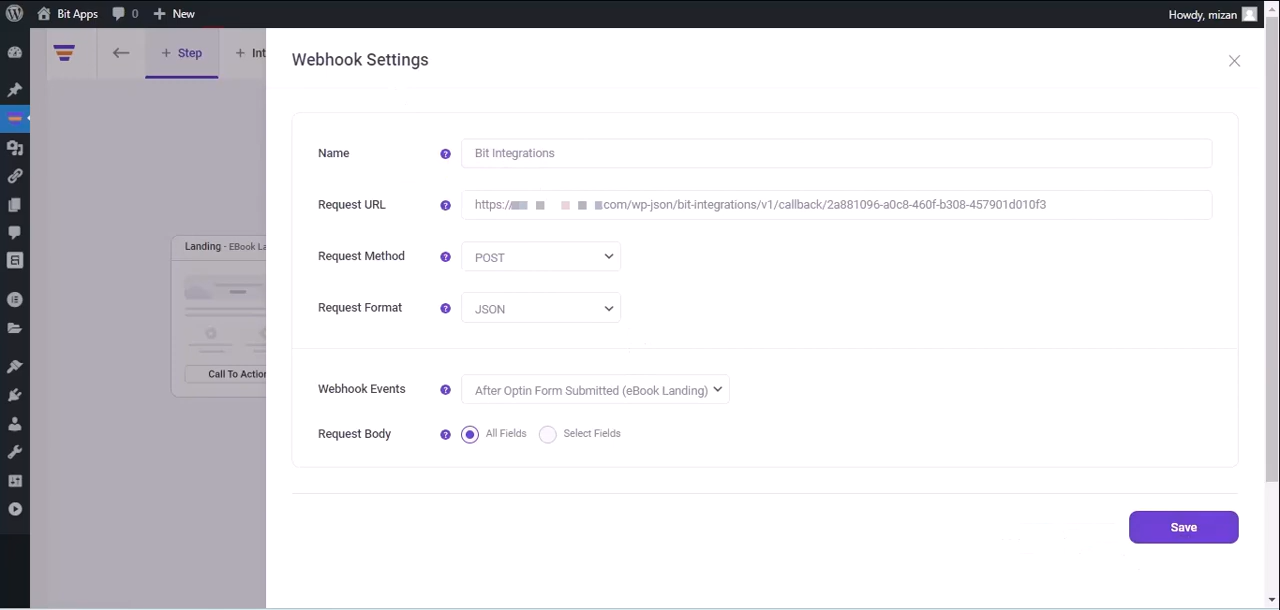 Bit Apps 0 New Howdy, mizan
Step Int
Webhook Settings
Name Bit Integrations
Request URL https://com/wp-json/bit-integrations/v1/callback/2a881096-a0c8-460f-b308-457901d010f3
Request Method POST
Request Format JSON
Landing - EBook La
Call To Action
Webhook Events After Optin Form Submitted (eBook Landing)
Request Body All Fields Select Fields
Save